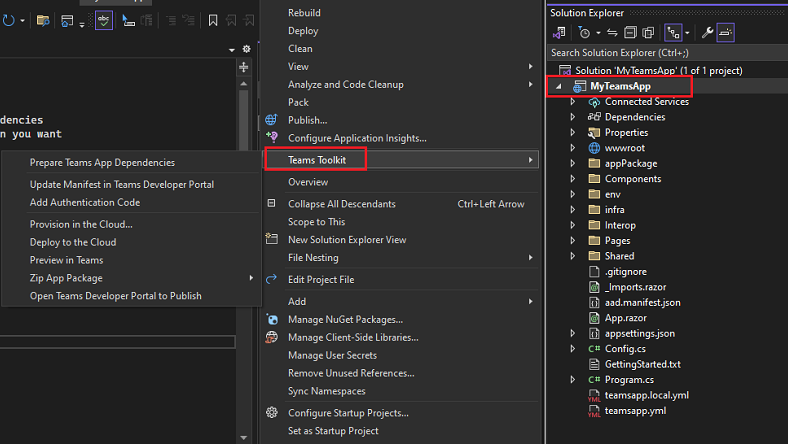 abc
dencies
n you want
Prepare Teams App Dependencies
Update Manifest in Teams Developer Portal
Add Authentication Code
Provision in the Cloud...
Deploy to the Cloud
Preview in Teams
Zip App Package
Open Teams Developer Portal to Publish
Rebuild
Deploy
Clean
View
Analyze and Code Cleanup
Pack
Publish...
Configure Application Insights...
Teams Toolkit
Overview
Collapse All Descendants Ctrl+Left Arrow
Scope to This
New Solution Explorer View
File Nesting
Edit Project File
Add
Manage NuGet Packages...
Manage Client-Side Libraries...
Manage User Secrets
Remove Unused References...
Sync Namespaces
Configure Startup Projects...
Set as Startup Project
Solution Explorer
Search Solution Explorer (Ctrl+;)
Solution 'MyTeamsApp' (1 of 1 project)
MyTeamsApp
Connected Services
Dependencies
Properties
wwwroot
appPackage
Components
env
infra
Interop
Pages
Shared
.gitignore
_Imports.razor
aad.manifest.json
App.razor
appsettings.json
C# Config.cs
GettingStarted.txt
C# Program.cs
YML teamsapp.local.yml
YML teamsapp.yml